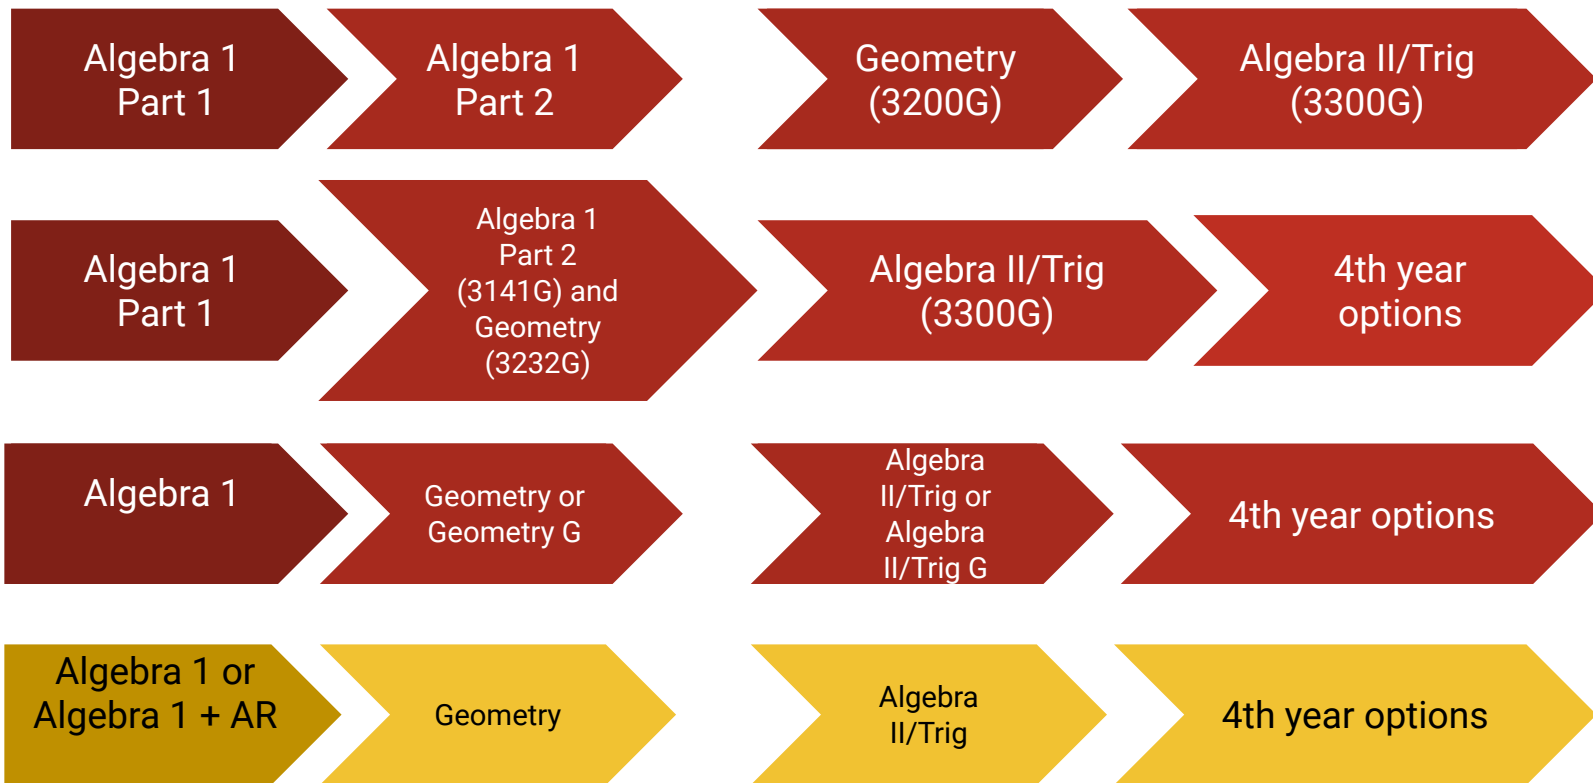 Algebra 1
Part 1
Algebra 1
Part 2
Geometry
(3200G)
Algebra II/Trig
(3300G)
Algebra 1
Part 1
Algebra 1
Part 2
(3141G) and
Geometry
(3232G)
Algebra II/Trig
(3300G)
4th year
options
Algebra 1
Geometry or
Geometry G
Algebra
II/Trig or
Algebra
II/Trig G
4th year options
Algebra 1 or
Algebra 1 + AR
Geometry
Algebra
II/Trig
4th year options